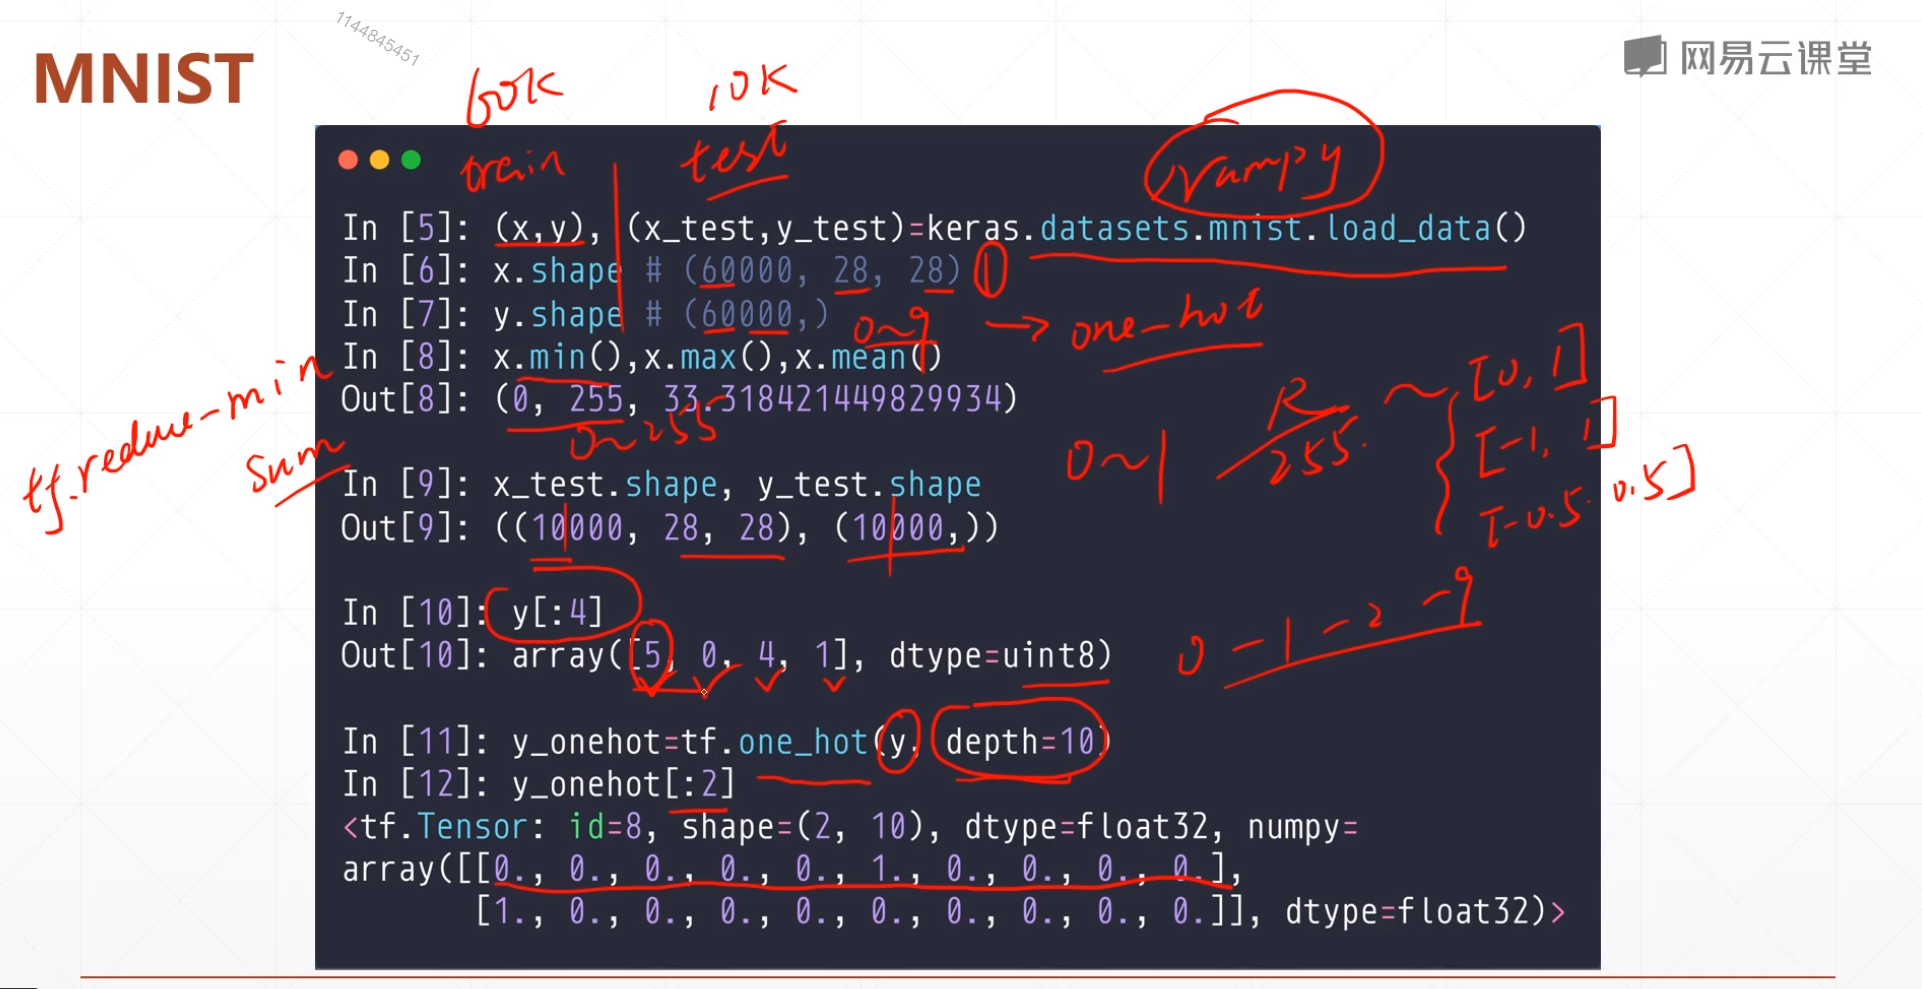 1144845451
MNIST
网易云课堂
60K
10K
train
test
numpy
In [5]: (x,y), (x_test,y_test)=keras.datasets.mnist.load_data()
In [6]: x.shape # (60000, 28, 28)
1
In [7]: y.shape # (60000,)
0~9 → one-hot
In [8]: x.min(),x.max(),x.mean()
Out[8]: (0, 255, 33.318421449829934)
tf.reduce-min
sum
0~255
0~1
R/255. ~
[0, 1]
[-1, 1]
[-0.5. 0.5]
In [9]: x_test.shape, y_test.shape
Out[9]: ((10000, 28, 28), (10000,))
In [10]: y[:4]
Out[10]: array([5, 0, 4, 1], dtype=uint8)
0-1-2-9
In [11]: y_onehot=tf.one_hot(y, depth=10)
In [12]: y_onehot[:2]
<tf.Tensor: id=8, shape=(2, 10), dtype=float32, numpy=
array([[0., 0., 0., 0., 0., 1., 0., 0., 0., 0.],
[1., 0., 0., 0., 0., 0., 0., 0., 0., 0.]], dtype=float32)>